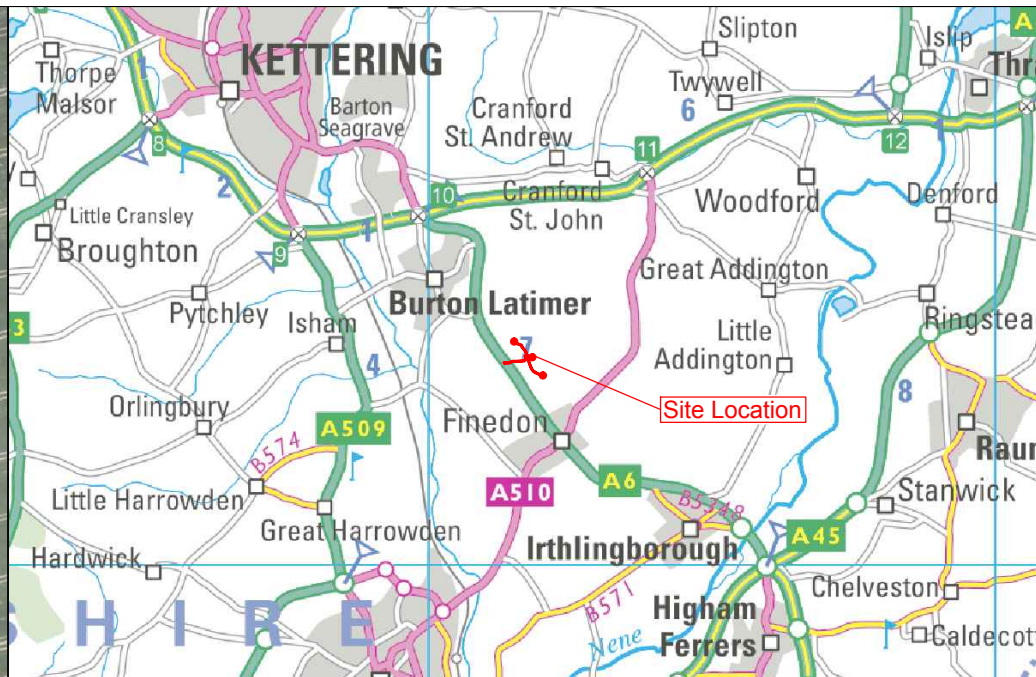 Slipton
A
Islip
KETTERING
Thorpe
Malsor
Thr
1
Twywell
Barton
Seagrave
Cranford
St. Andrew
6
1
8
12
11
2
10
Cranford
St. John
Woodford
Denford
Little Cransley
1
Broughton
9
Great Addington
Pytchley
Burton Latimer
Isham
Ringstea
3
Little
Addington
7
4
8
Orlingbury
Site Location
A509
Finedon
B574
Raun
A510
A6
Stanwick
Little Harrowden
B5348
Great Harrowden
Irthlingborough
A45
Hardwick
Chelveston
B571
Higham
Ferrers
SHIRE
Nene
Caldecot